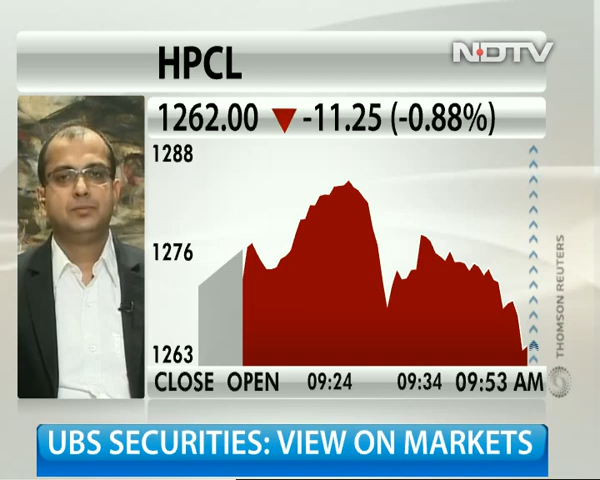 HPCL
NDTV
1262.00 ▼ -11.25 (-0.88%)
1288
1276
1263
CLOSE OPEN 09:24 09:34 09:53 AM
THOMSON REUTERS
UBS SECURITIES: VIEW ON MARKETS